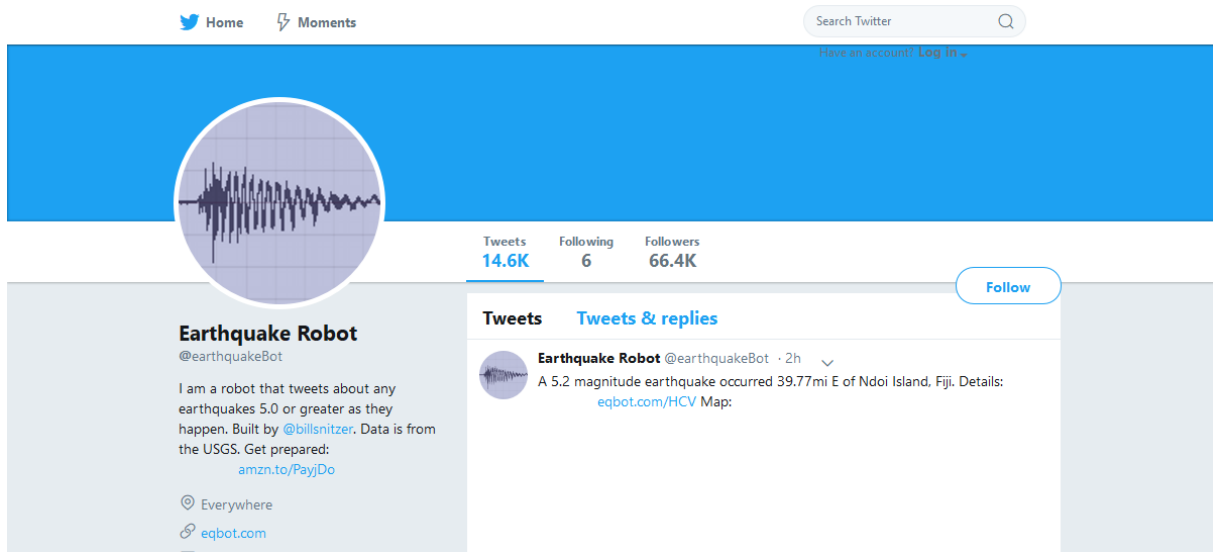 Home Moments Search Twitter
Have an account? Log in
Tweets Following Followers
14.6K 6 66.4K
Follow
Earthquake Robot
@earthquakeBot
I am a robot that tweets about any
earthquakes 5.0 or greater as they
happen. Built by @billsnitzer. Data is from
the USGS. Get prepared:
amzn.to/PayjDo
Everywhere
eqbot.com
Tweets Tweets & replies
Earthquake Robot @earthquakeBot · 2h
A 5.2 magnitude earthquake occurred 39.77mi E of Ndoi Island, Fiji. Details:
eqbot.com/HCV Map: